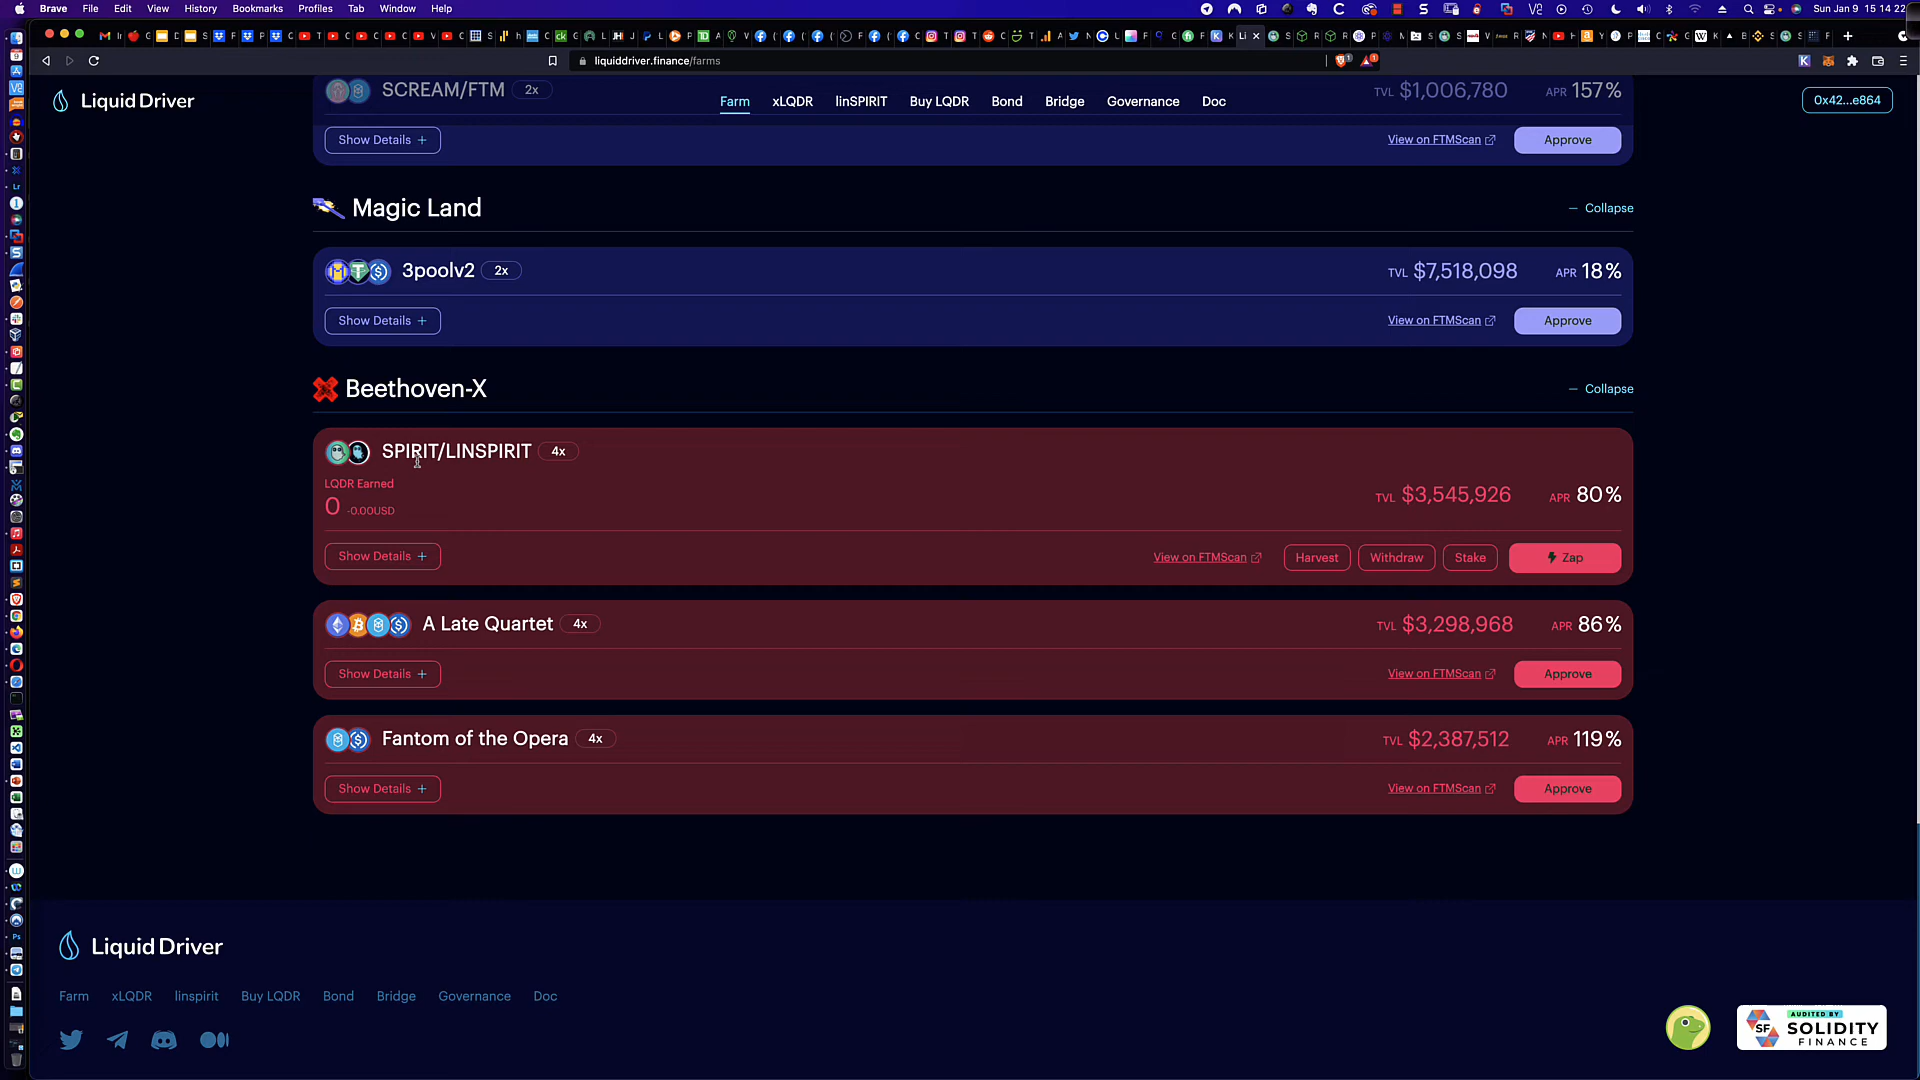 Brave File Edit View History Bookmarks Profiles Tab Window Help Sun Jan 9 15 14 22
liquiddriver.finance/farms
Liquid Driver
Farm xLQDR linSPIRIT Buy LQDR Bond Bridge Governance Doc
0x42...e864
SCREAM/FTM 2x TVL $1,006,780 APR 157%
Show Details + View on FTMScan Approve
Magic Land — Collapse
3poolv2 2x TVL $7,518,098 APR 18%
Show Details + View on FTMScan Approve
Beethoven-X — Collapse
SPIRIT/LINSPIRIT 4x
LQDR Earned
0 -0.00USD
TVL $3,545,926 APR 80%
Show Details + View on FTMScan Harvest Withdraw Stake Zap
A Late Quartet 4x TVL $3,298,968 APR 86%
Show Details + View on FTMScan Approve
Fantom of the Opera 4x TVL $2,387,512 APR 119%
Show Details + View on FTMScan Approve
Liquid Driver
Farm xLQDR linspirit Buy LQDR Bond Bridge Governance Doc
AUDITED BY
SF SOLIDITY
FINANCE